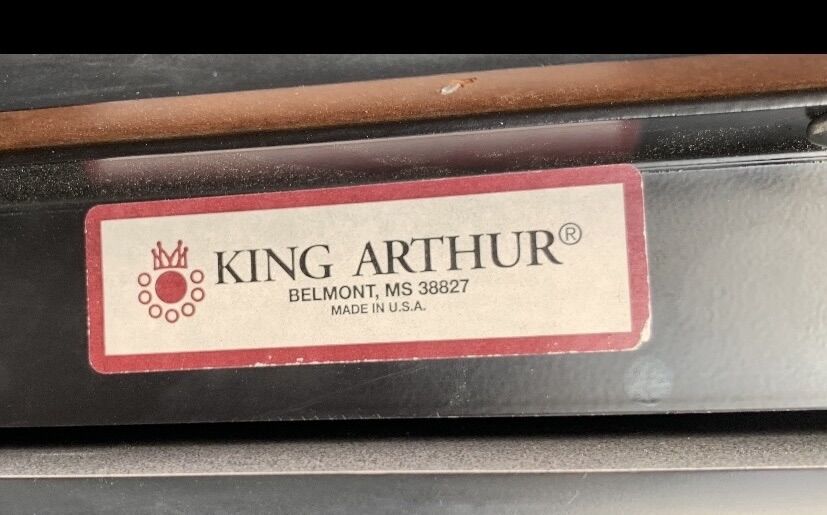 KING ARTHUR®
BELMONT, MS 38827
MADE IN U.S.A.